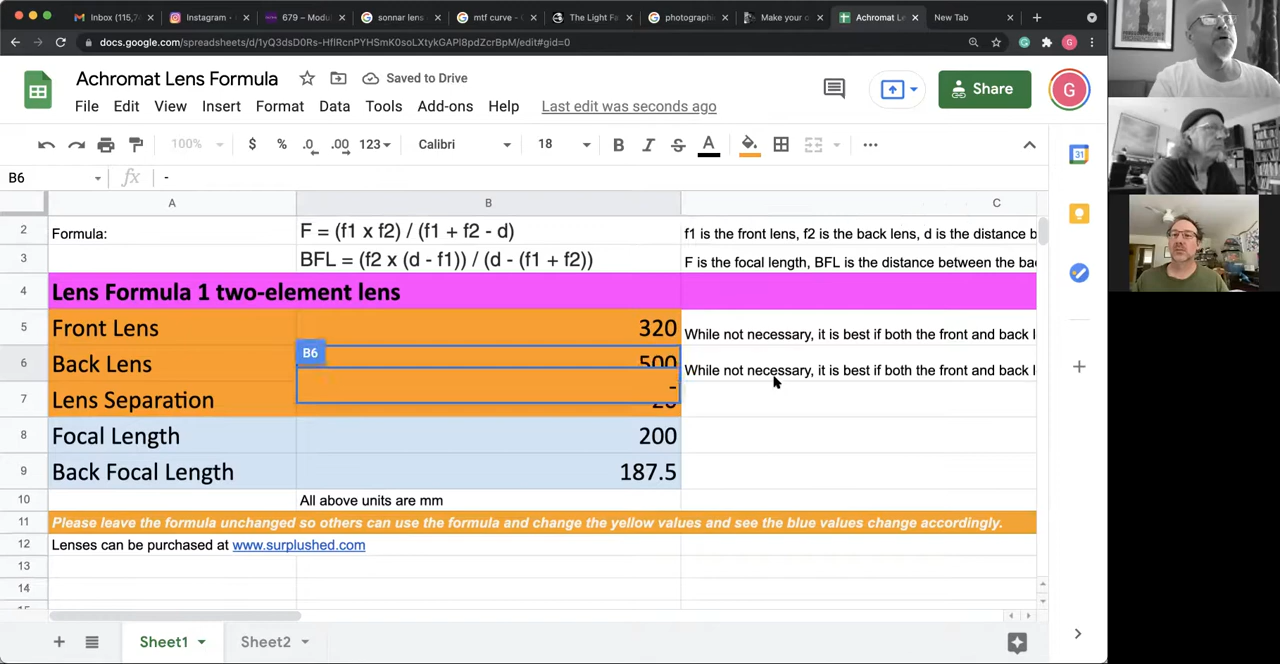 Inbox (115,7
Instagram -
679 – Modul
sonnar lens
mtf curve -
The Light Fa
photographi
Make your o
Achromat Le
New Tab
docs.google.com/spreadsheets/d/1yQ3dsD0Rs-HflRcnPYHSmK0soLXtykGAPI8pdZcrBpM/edit#gid=0
G
Achromat Lens Formula
Saved to Drive
Share
G
File Edit View Insert Format Data Tools Add-ons Help Last edit was seconds ago
100% $ % .0 .00 123 Calibri 18 B I S A
31
B6 fx -
A B C
2 Formula: F = (f1 x f2) / (f1 + f2 - d) f1 is the front lens, f2 is the back lens, d is the distance b
3 BFL = (f2 x (d - f1)) / (d - (f1 + f2)) F is the focal length, BFL is the distance between the ba
4 Lens Formula 1 two-element lens
5 Front Lens 320 While not necessary, it is best if both the front and back l
B6
6 Back Lens 500 While not necessary, it is best if both the front and back l
-
7 Lens Separation
8 Focal Length 200
9 Back Focal Length 187.5
10 All above units are mm
11 Please leave the formula unchanged so others can use the formula and change the yellow values and see the blue values change accordingly.
12 Lenses can be purchased at www.surplushed.com
13
14
Sheet1 Sheet2